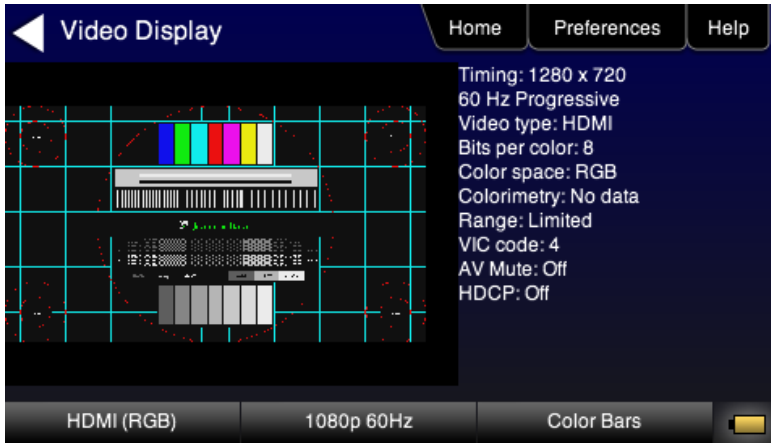 Video Display
Home
Preferences
Help
Timing: 1280 x 720
60 Hz Progressive
Video type: HDMI
Bits per color: 8
Color space: RGB
Colorimetry: No data
Range: Limited
VIC code: 4
AV Mute: Off
HDCP: Off
HDMI (RGB)
1080p 60Hz
Color Bars